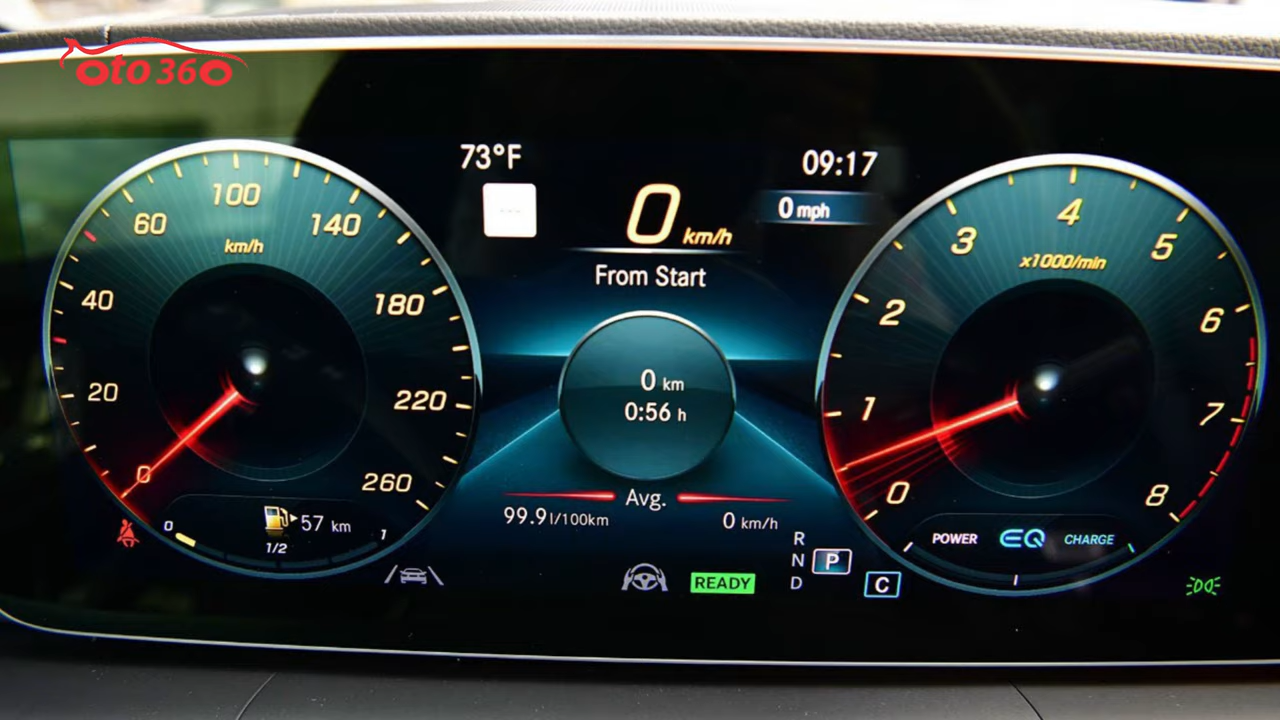 oto 360
73°F
09:17
0 km/h
0 mph
From Start
0 km
0:56 h
Avg.
99.9 l/100km
0 km/h
0
20
40
60
100
140
180
220
260
km/h
57 km
0
1/2
1
0
1
2
3
4
5
6
7
8
x1000/min
POWER
EQ
CHARGE
READY
R
N
P
D
C